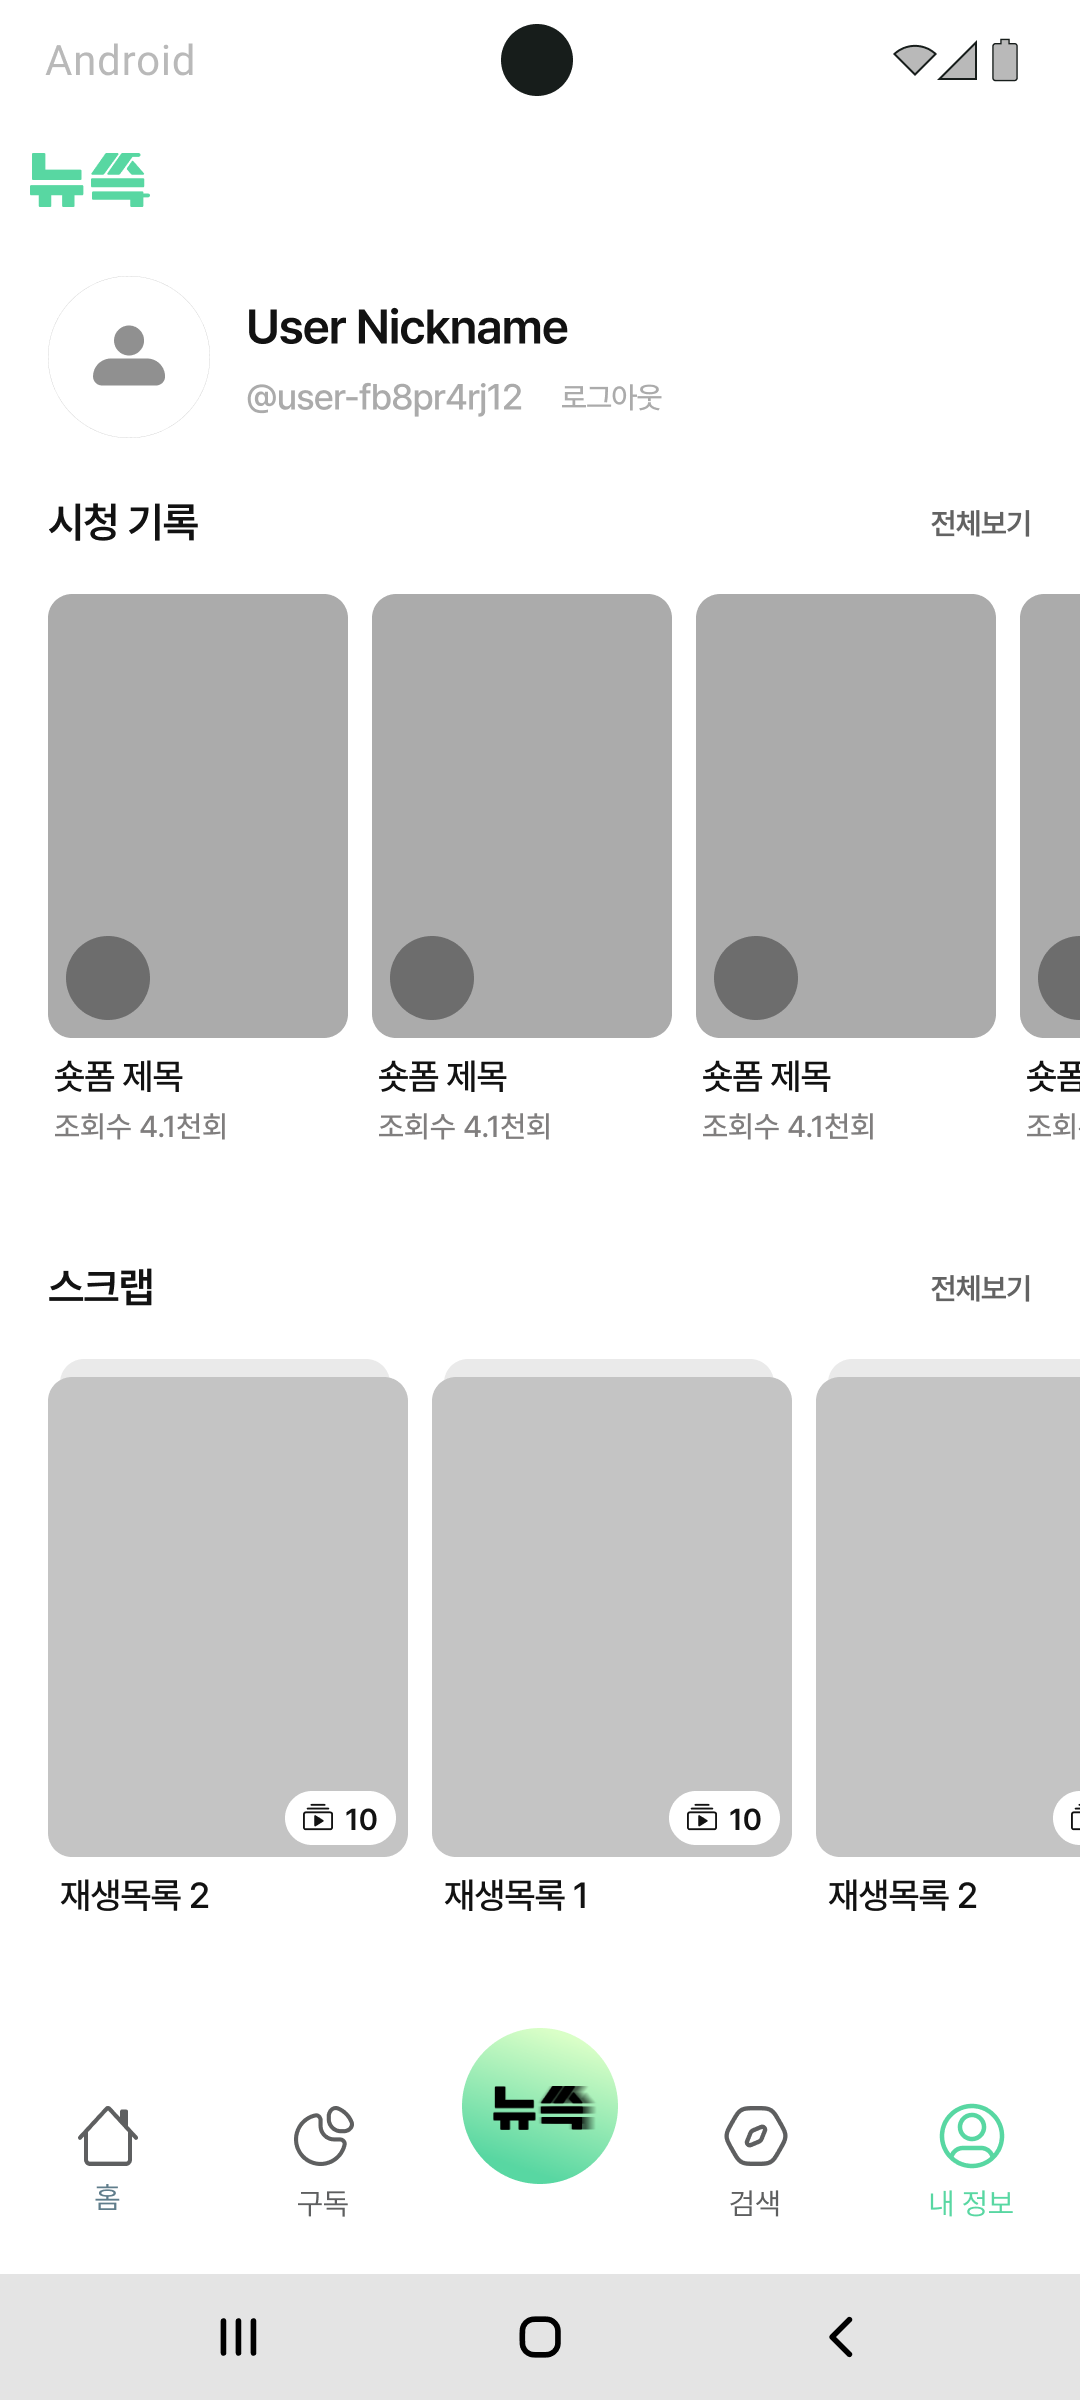 Android
뉴쓱
User Nickname
@user-fb8pr4rj12 로그아웃
시청 기록 전체보기
숏폼 제목 숏폼 제목 숏폼 제목 숏폼
조회수 4.1천회 조회수 4.1천회 조회수 4.1천회 조회
스크랩 전체보기
10 10
재생목록 2 재생목록 1 재생목록 2
뉴쓱
홈 구독 검색 내 정보